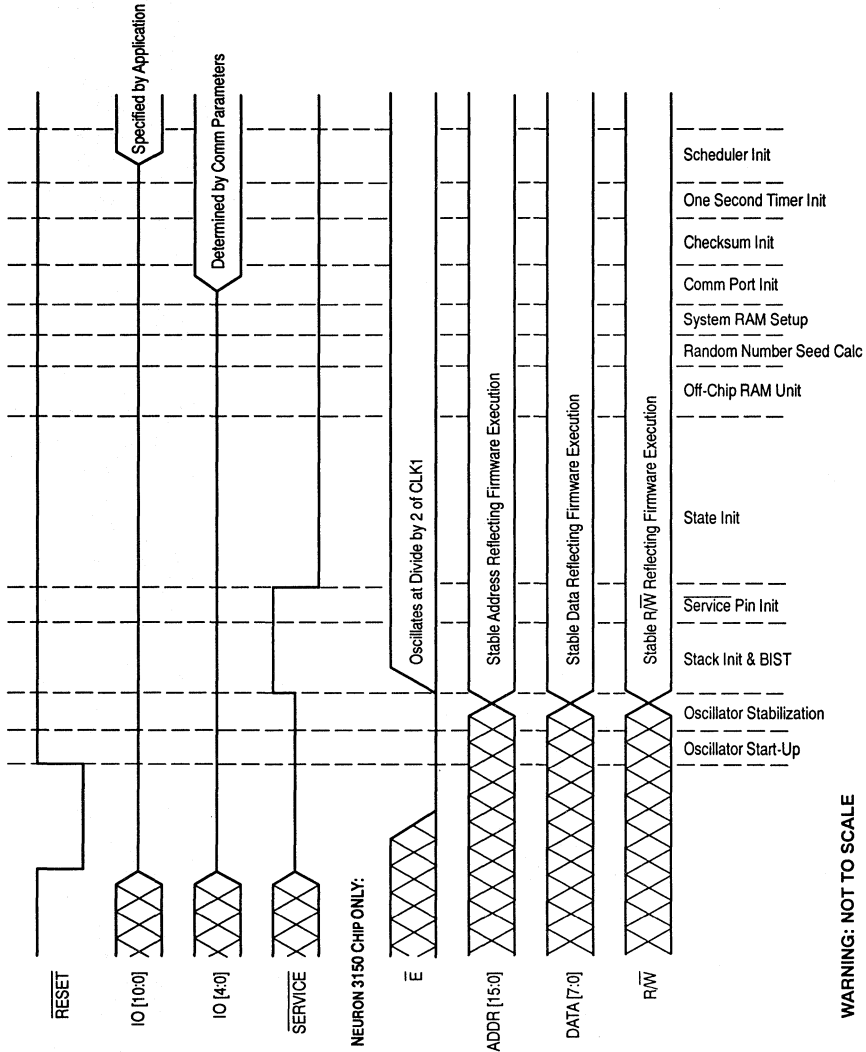 RESET
IO [10:0]
Specified by Application
IO [4:0]
Determined by Comm Parameters
SERVICE
NEURON 3150 CHIP ONLY:
E
Oscillates at Divide by 2 of CLK1
ADDR [15:0]
Stable Address Reflecting Firmware Execution
DATA [7:0]
Stable Data Reflecting Firmware Execution
R/W
Stable R/W Reflecting Firmware Execution
Scheduler Init
One Second Timer Init
Checksum Init
Comm Port Init
System RAM Setup
Random Number Seed Calc
Off-Chip RAM Unit
State Init
Service Pin Init
Stack Init & BIST
Oscillator Stabilization
Oscillator Start-Up
WARNING: NOT TO SCALE